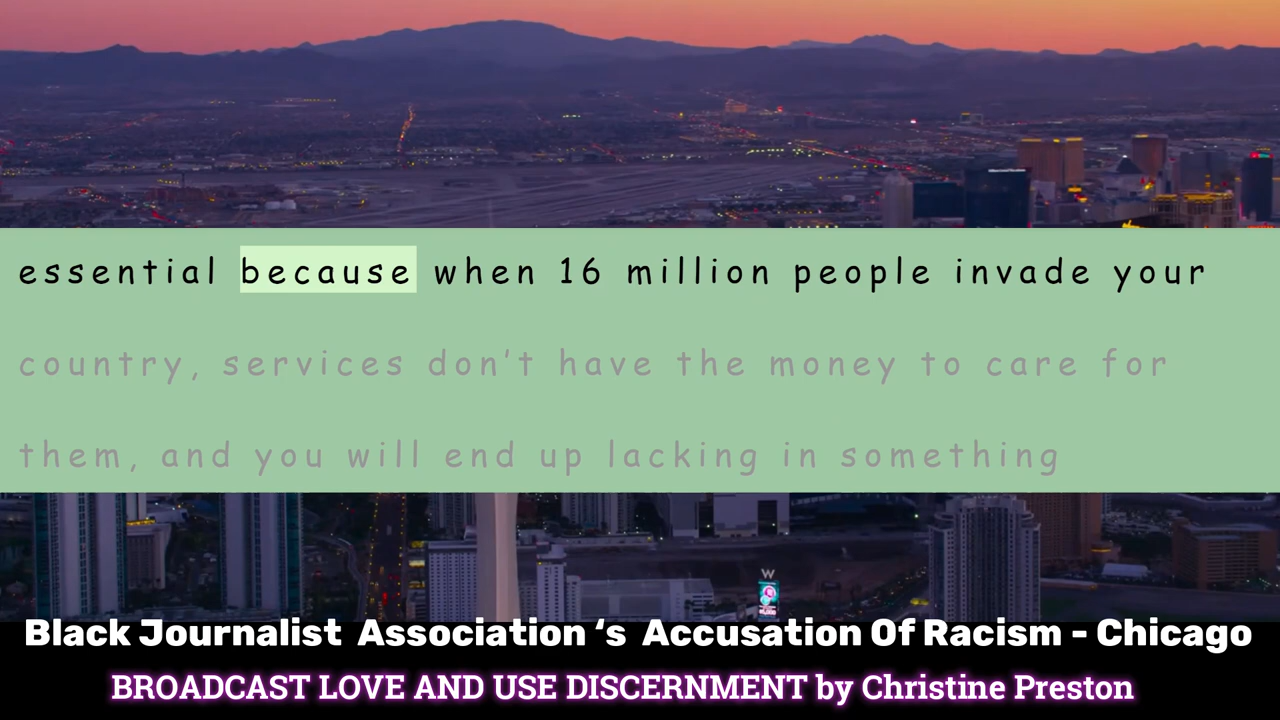 essential because when 16 million people invade your
country, services don't have the money to care for
them, and you will end up lacking in something
W
Black Journalist Association ‘s Accusation Of Racism - Chicago
BROADCAST LOVE AND USE DISCERNMENT by Christine Preston